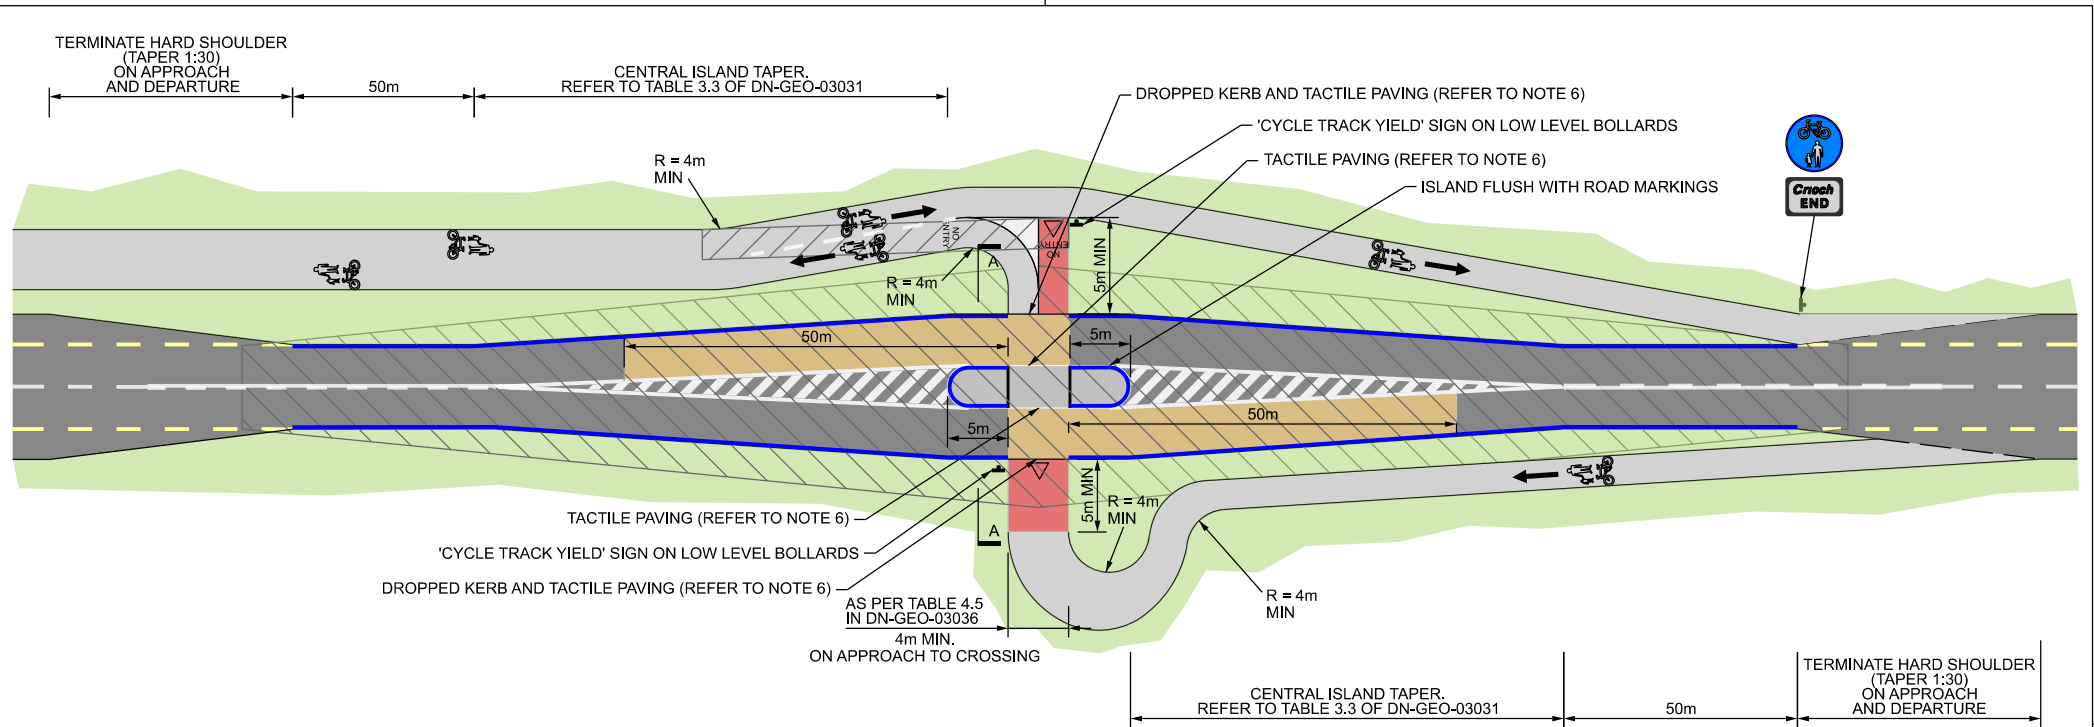 TERMINATE HARD SHOULDER
(TAPER 1:30)
ON APPROACH
AND DEPARTURE
50m
CENTRAL ISLAND TAPER.
REFER TO TABLE 3.3 OF DN-GEO-03031
DROPPED KERB AND TACTILE PAVING (REFER TO NOTE 6)
'CYCLE TRACK YIELD' SIGN ON LOW LEVEL BOLLARDS
TACTILE PAVING (REFER TO NOTE 6)
ISLAND FLUSH WITH ROAD MARKINGS
Críoch
END
R = 4m
MIN
NO
ENTRY
NO
ENTRY
A
5m MIN
R = 4m
MIN
50m
5m
5m
50m
5m MIN
R = 4m
MIN
A
TACTILE PAVING (REFER TO NOTE 6)
'CYCLE TRACK YIELD' SIGN ON LOW LEVEL BOLLARDS
DROPPED KERB AND TACTILE PAVING (REFER TO NOTE 6)
R = 4m
MIN
AS PER TABLE 4.5
IN DN-GEO-03036
4m MIN.
ON APPROACH TO CROSSING
CENTRAL ISLAND TAPER.
REFER TO TABLE 3.3 OF DN-GEO-03031
50m
TERMINATE HARD SHOULDER
(TAPER 1:30)
ON APPROACH
AND DEPARTURE